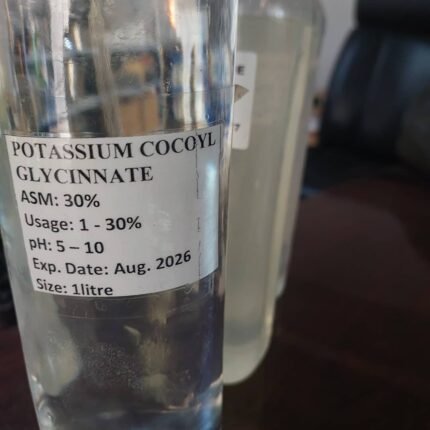 POTASSIUM COCOYL
GLYCINNATE
ASM: 30%
Usage: 1 - 30%
pH: 5 – 10
Exp. Date: Aug. 2026
Size: 1litre